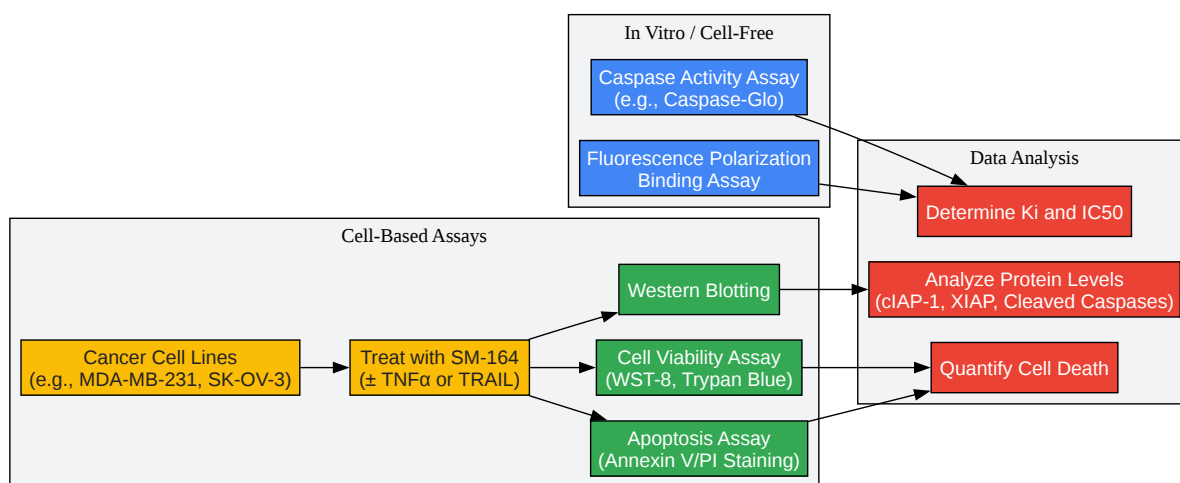 In Vitro / Cell-Free
Caspase Activity Assay
(e.g., Caspase-Glo)
Fluorescence Polarization
Binding Assay
Data Analysis
Determine Ki and IC50
Analyze Protein Levels
(cIAP-1, XIAP, Cleaved Caspases)
Quantify Cell Death
Cell-Based Assays
Cancer Cell Lines
(e.g., MDA-MB-231, SK-OV-3)
Treat with SM-164
(± TNFα or TRAIL)
Western Blotting
Cell Viability Assay
(WST-8, Trypan Blue)
Apoptosis Assay
(Annexin V/PI Staining)